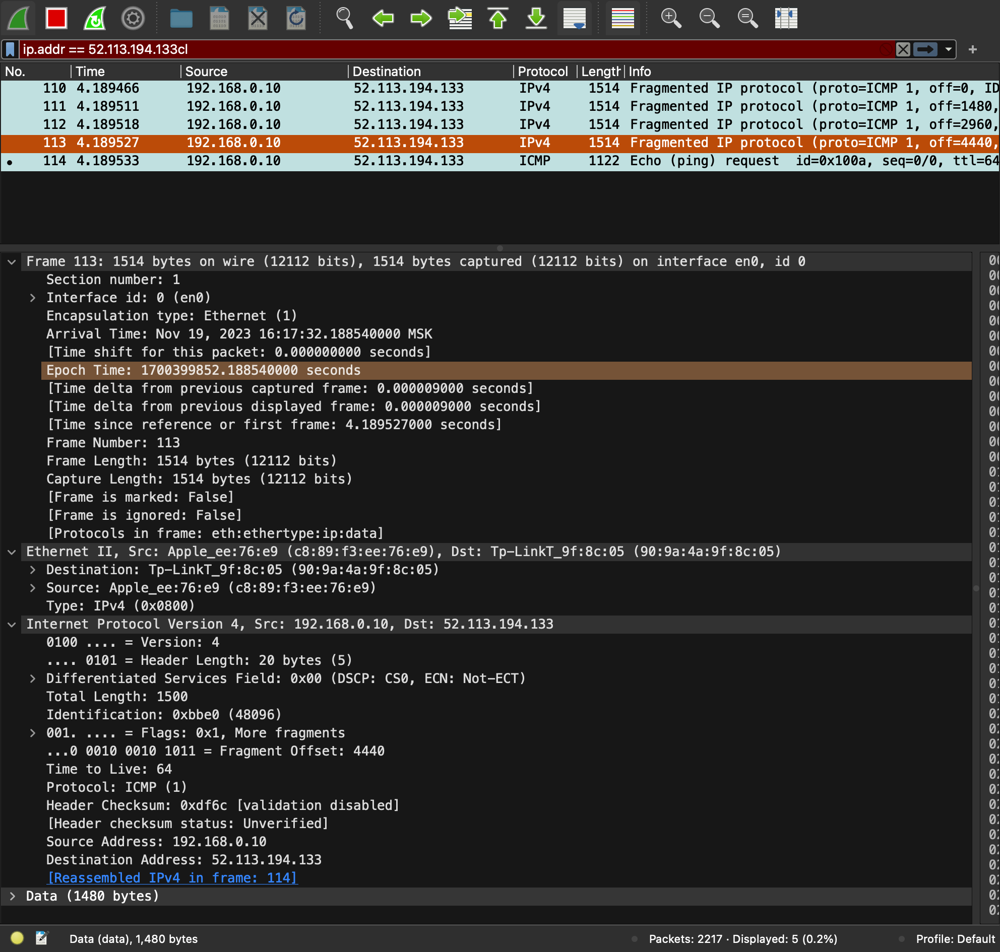 ip.addr == 52.113.194.133cl
No. Time Source Destination Protocol Length Info
110 4.189466 192.168.0.10 52.113.194.133 IPv4 1514 Fragmented IP protocol (proto=ICMP 1, off=0, ID
111 4.189511 192.168.0.10 52.113.194.133 IPv4 1514 Fragmented IP protocol (proto=ICMP 1, off=1480,
112 4.189518 192.168.0.10 52.113.194.133 IPv4 1514 Fragmented IP protocol (proto=ICMP 1, off=2960,
113 4.189527 192.168.0.10 52.113.194.133 IPv4 1514 Fragmented IP protocol (proto=ICMP 1, off=4440,
114 4.189533 192.168.0.10 52.113.194.133 ICMP 1122 Echo (ping) request id=0x100a, seq=0/0, ttl=64
Frame 113: 1514 bytes on wire (12112 bits), 1514 bytes captured (12112 bits) on interface en0, id 0
Section number: 1
Interface id: 0 (en0)
Encapsulation type: Ethernet (1)
Arrival Time: Nov 19, 2023 16:17:32.188540000 MSK
[Time shift for this packet: 0.000000000 seconds]
Epoch Time: 1700399852.188540000 seconds
[Time delta from previous captured frame: 0.000009000 seconds]
[Time delta from previous displayed frame: 0.000009000 seconds]
[Time since reference or first frame: 4.189527000 seconds]
Frame Number: 113
Frame Length: 1514 bytes (12112 bits)
Capture Length: 1514 bytes (12112 bits)
[Frame is marked: False]
[Frame is ignored: False]
[Protocols in frame: eth:ethertype:ip:data]
Ethernet II, Src: Apple_ee:76:e9 (c8:89:f3:ee:76:e9), Dst: Tp-LinkT_9f:8c:05 (90:9a:4a:9f:8c:05)
Destination: Tp-LinkT_9f:8c:05 (90:9a:4a:9f:8c:05)
Source: Apple_ee:76:e9 (c8:89:f3:ee:76:e9)
Type: IPv4 (0x0800)
Internet Protocol Version 4, Src: 192.168.0.10, Dst: 52.113.194.133
0100 .... = Version: 4
.... 0101 = Header Length: 20 bytes (5)
Differentiated Services Field: 0x00 (DSCP: CS0, ECN: Not-ECT)
Total Length: 1500
Identification: 0xbbe0 (48096)
001. .... = Flags: 0x1, More fragments
...0 0010 0010 1011 = Fragment Offset: 4440
Time to Live: 64
Protocol: ICMP (1)
Header Checksum: 0xdf6c [validation disabled]
[Header checksum status: Unverified]
Source Address: 192.168.0.10
Destination Address: 52.113.194.133
[Reassembled IPv4 in frame: 114]
Data (1480 bytes)
Data (data), 1,480 bytes
Packets: 2217 · Displayed: 5 (0.2%)
Profile: Default